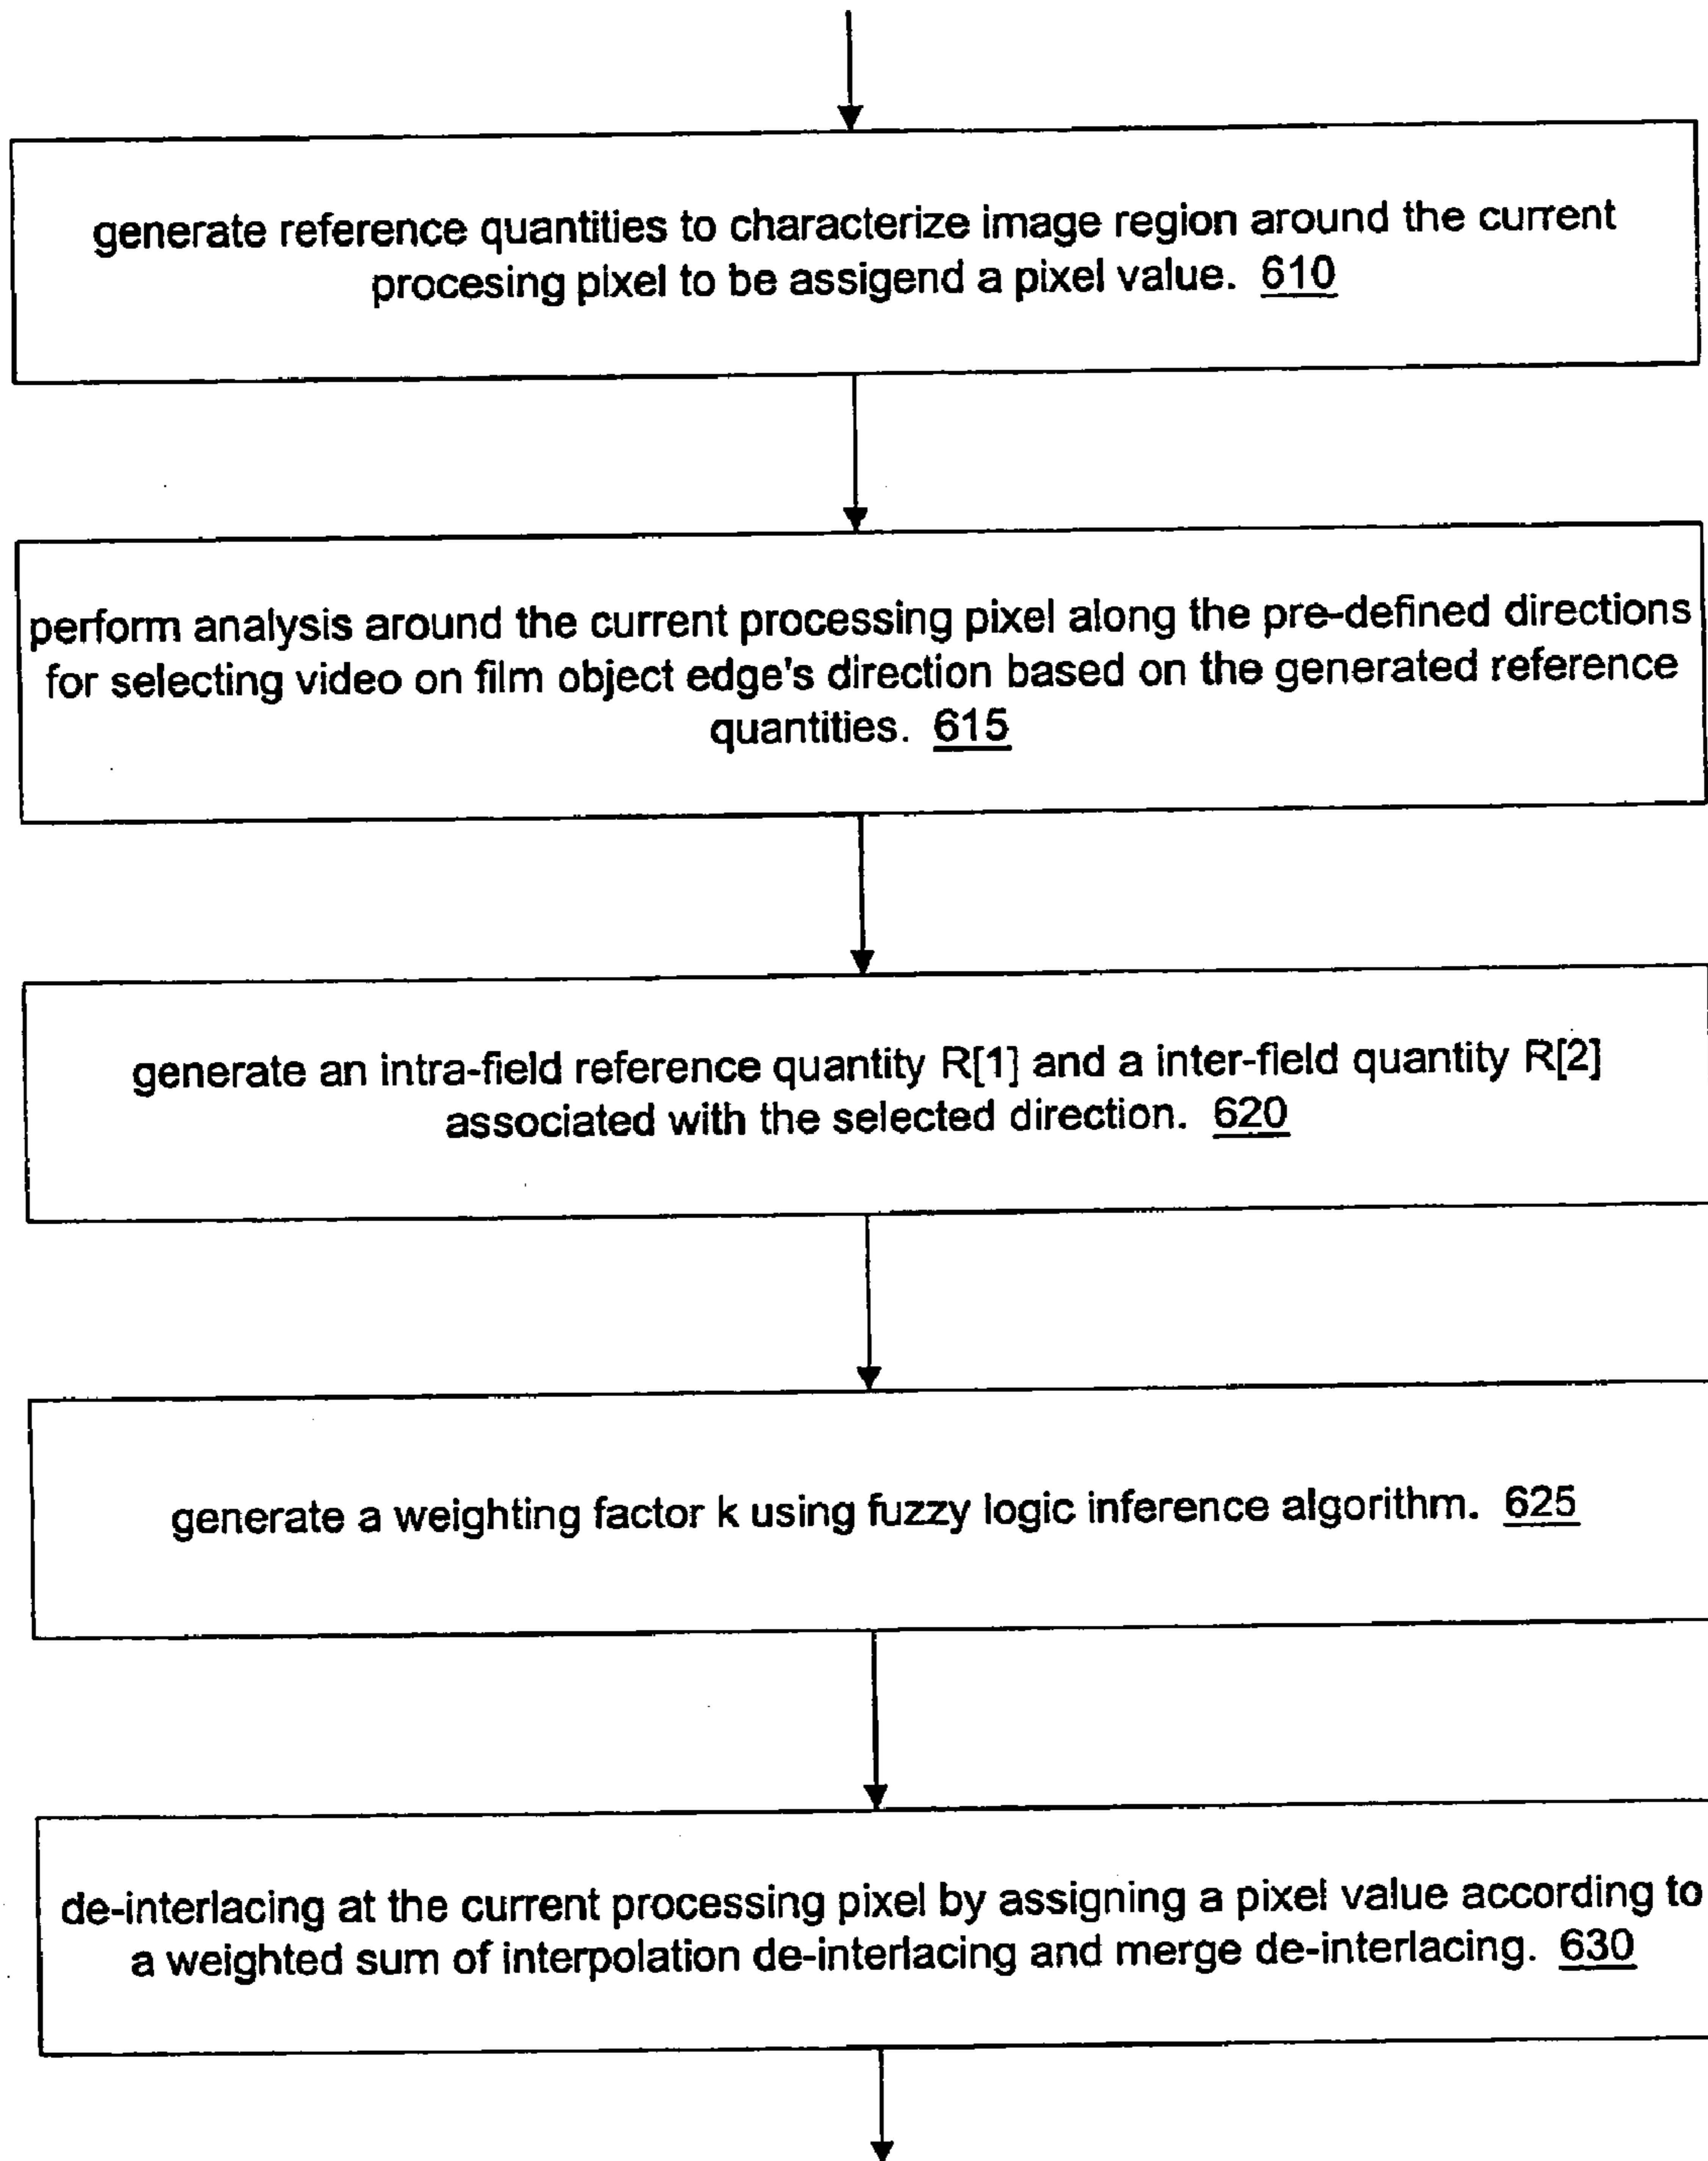 generate reference quantities to characterize image region around the current
procesing pixel to be assigend a pixel value. 610
perform analysis around the current processing pixel along the pre-defined directions
for selecting video on film object edge's direction based on the generated reference
quantities. 615
generate an intra-field reference quantity R[1] and a inter-field quantity R[2]
associated with the selected direction. 620
generate a weighting factor k using fuzzy logic inference algorithm. 625
de-interlacing at the current processing pixel by assigning a pixel value according to
a weighted sum of interpolation de-interlacing and merge de-interlacing. 630